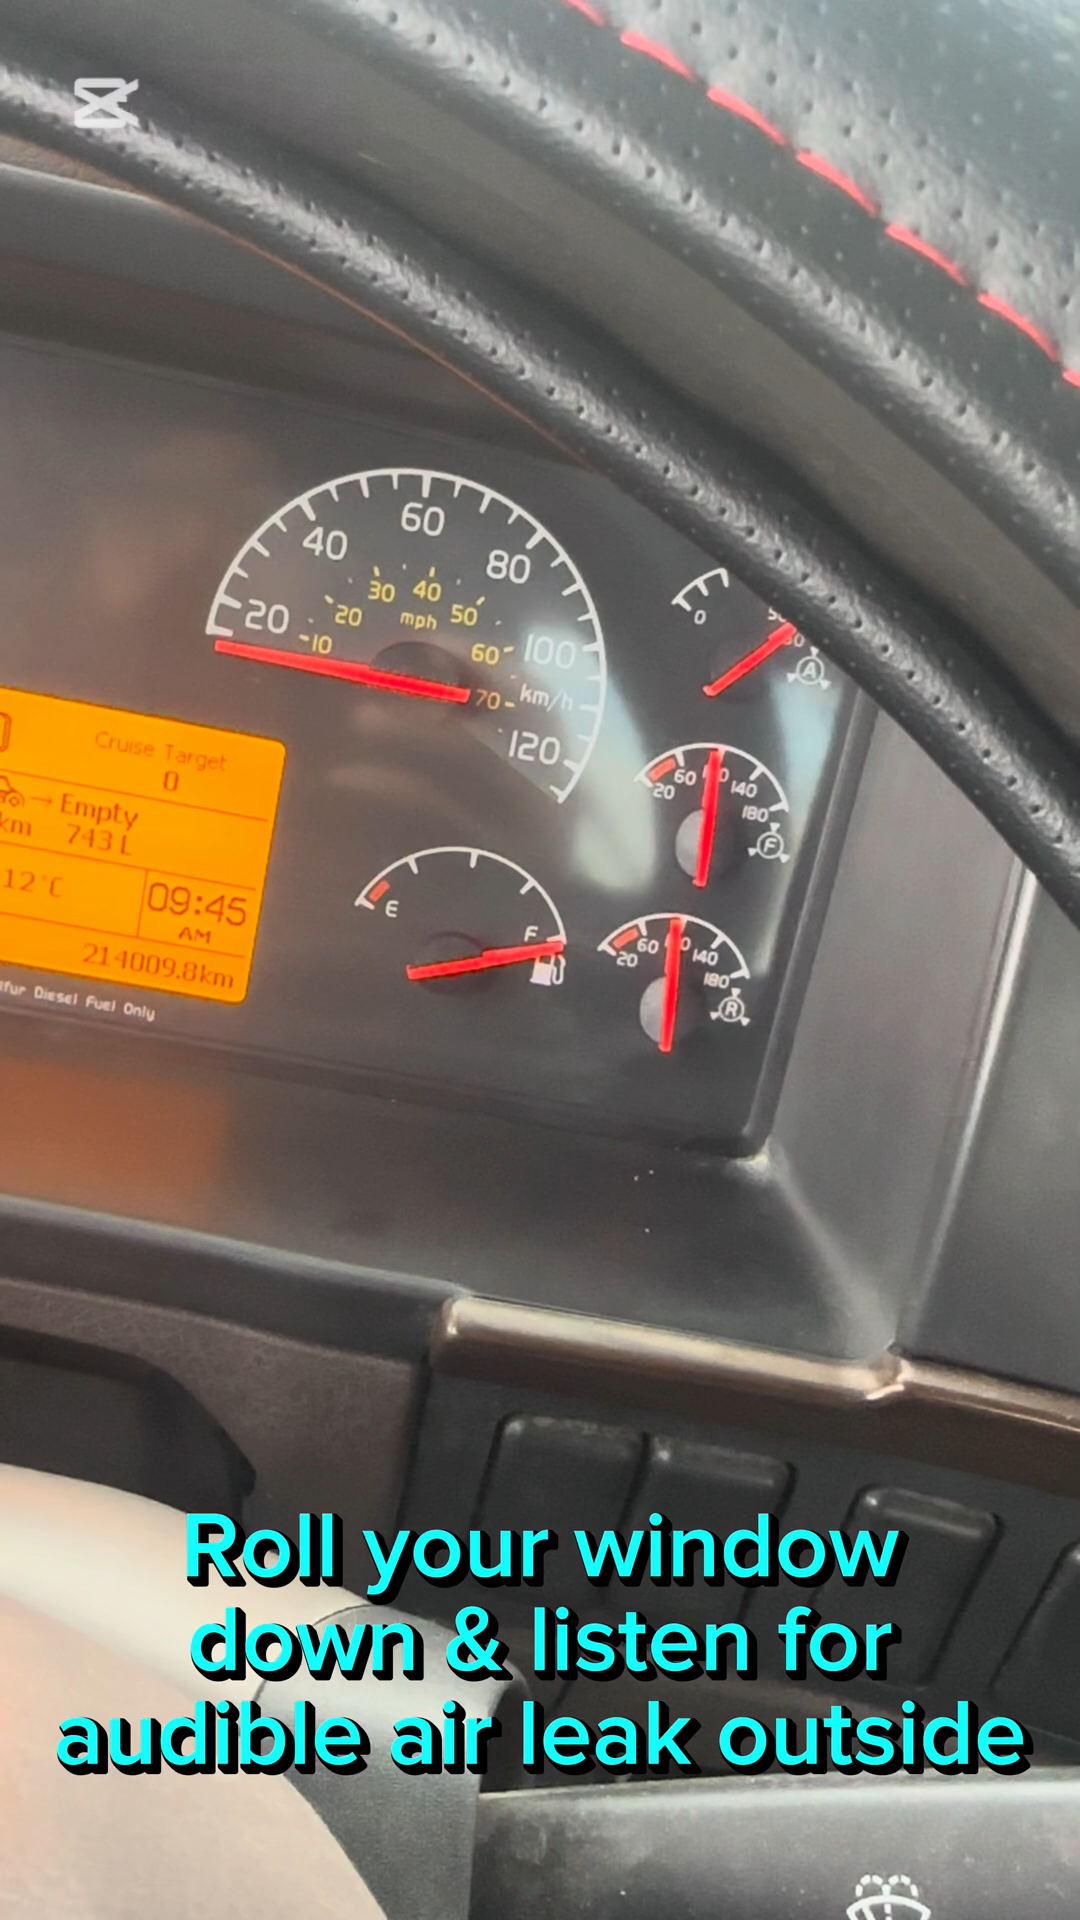 60
40
80
30 40
20 mph 50
20
10
60 100
70 km/h
120
0
A
Cruise Target
0
Empty
km 743 L
12°C
09:45
AM
214009.8km
Diesel Fuel Only
E
F
20 60 140 180
F
20 60 140 180
R
Roll your window
down & listen for
audible air leak outside